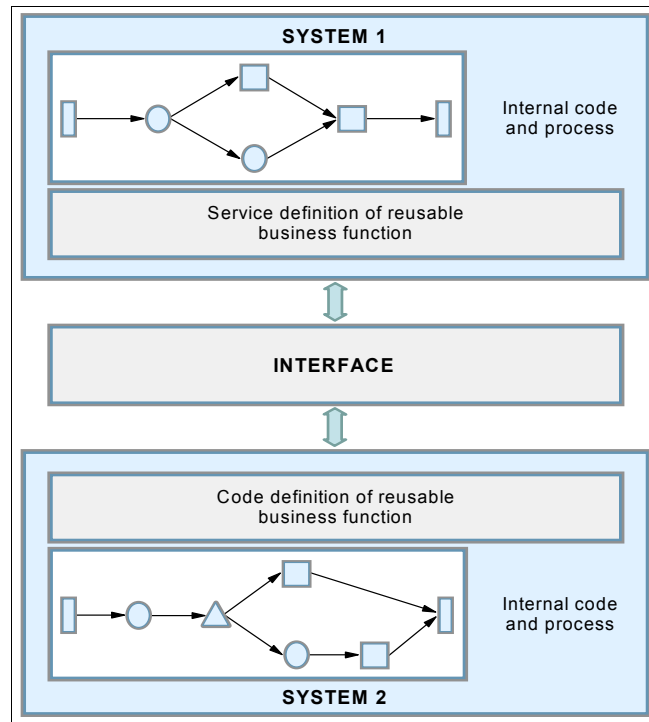 SYSTEM 1
Internal code
and process
Service definition of reusable
business function
INTERFACE
Code definition of reusable
business function
Internal code
and process
SYSTEM 2